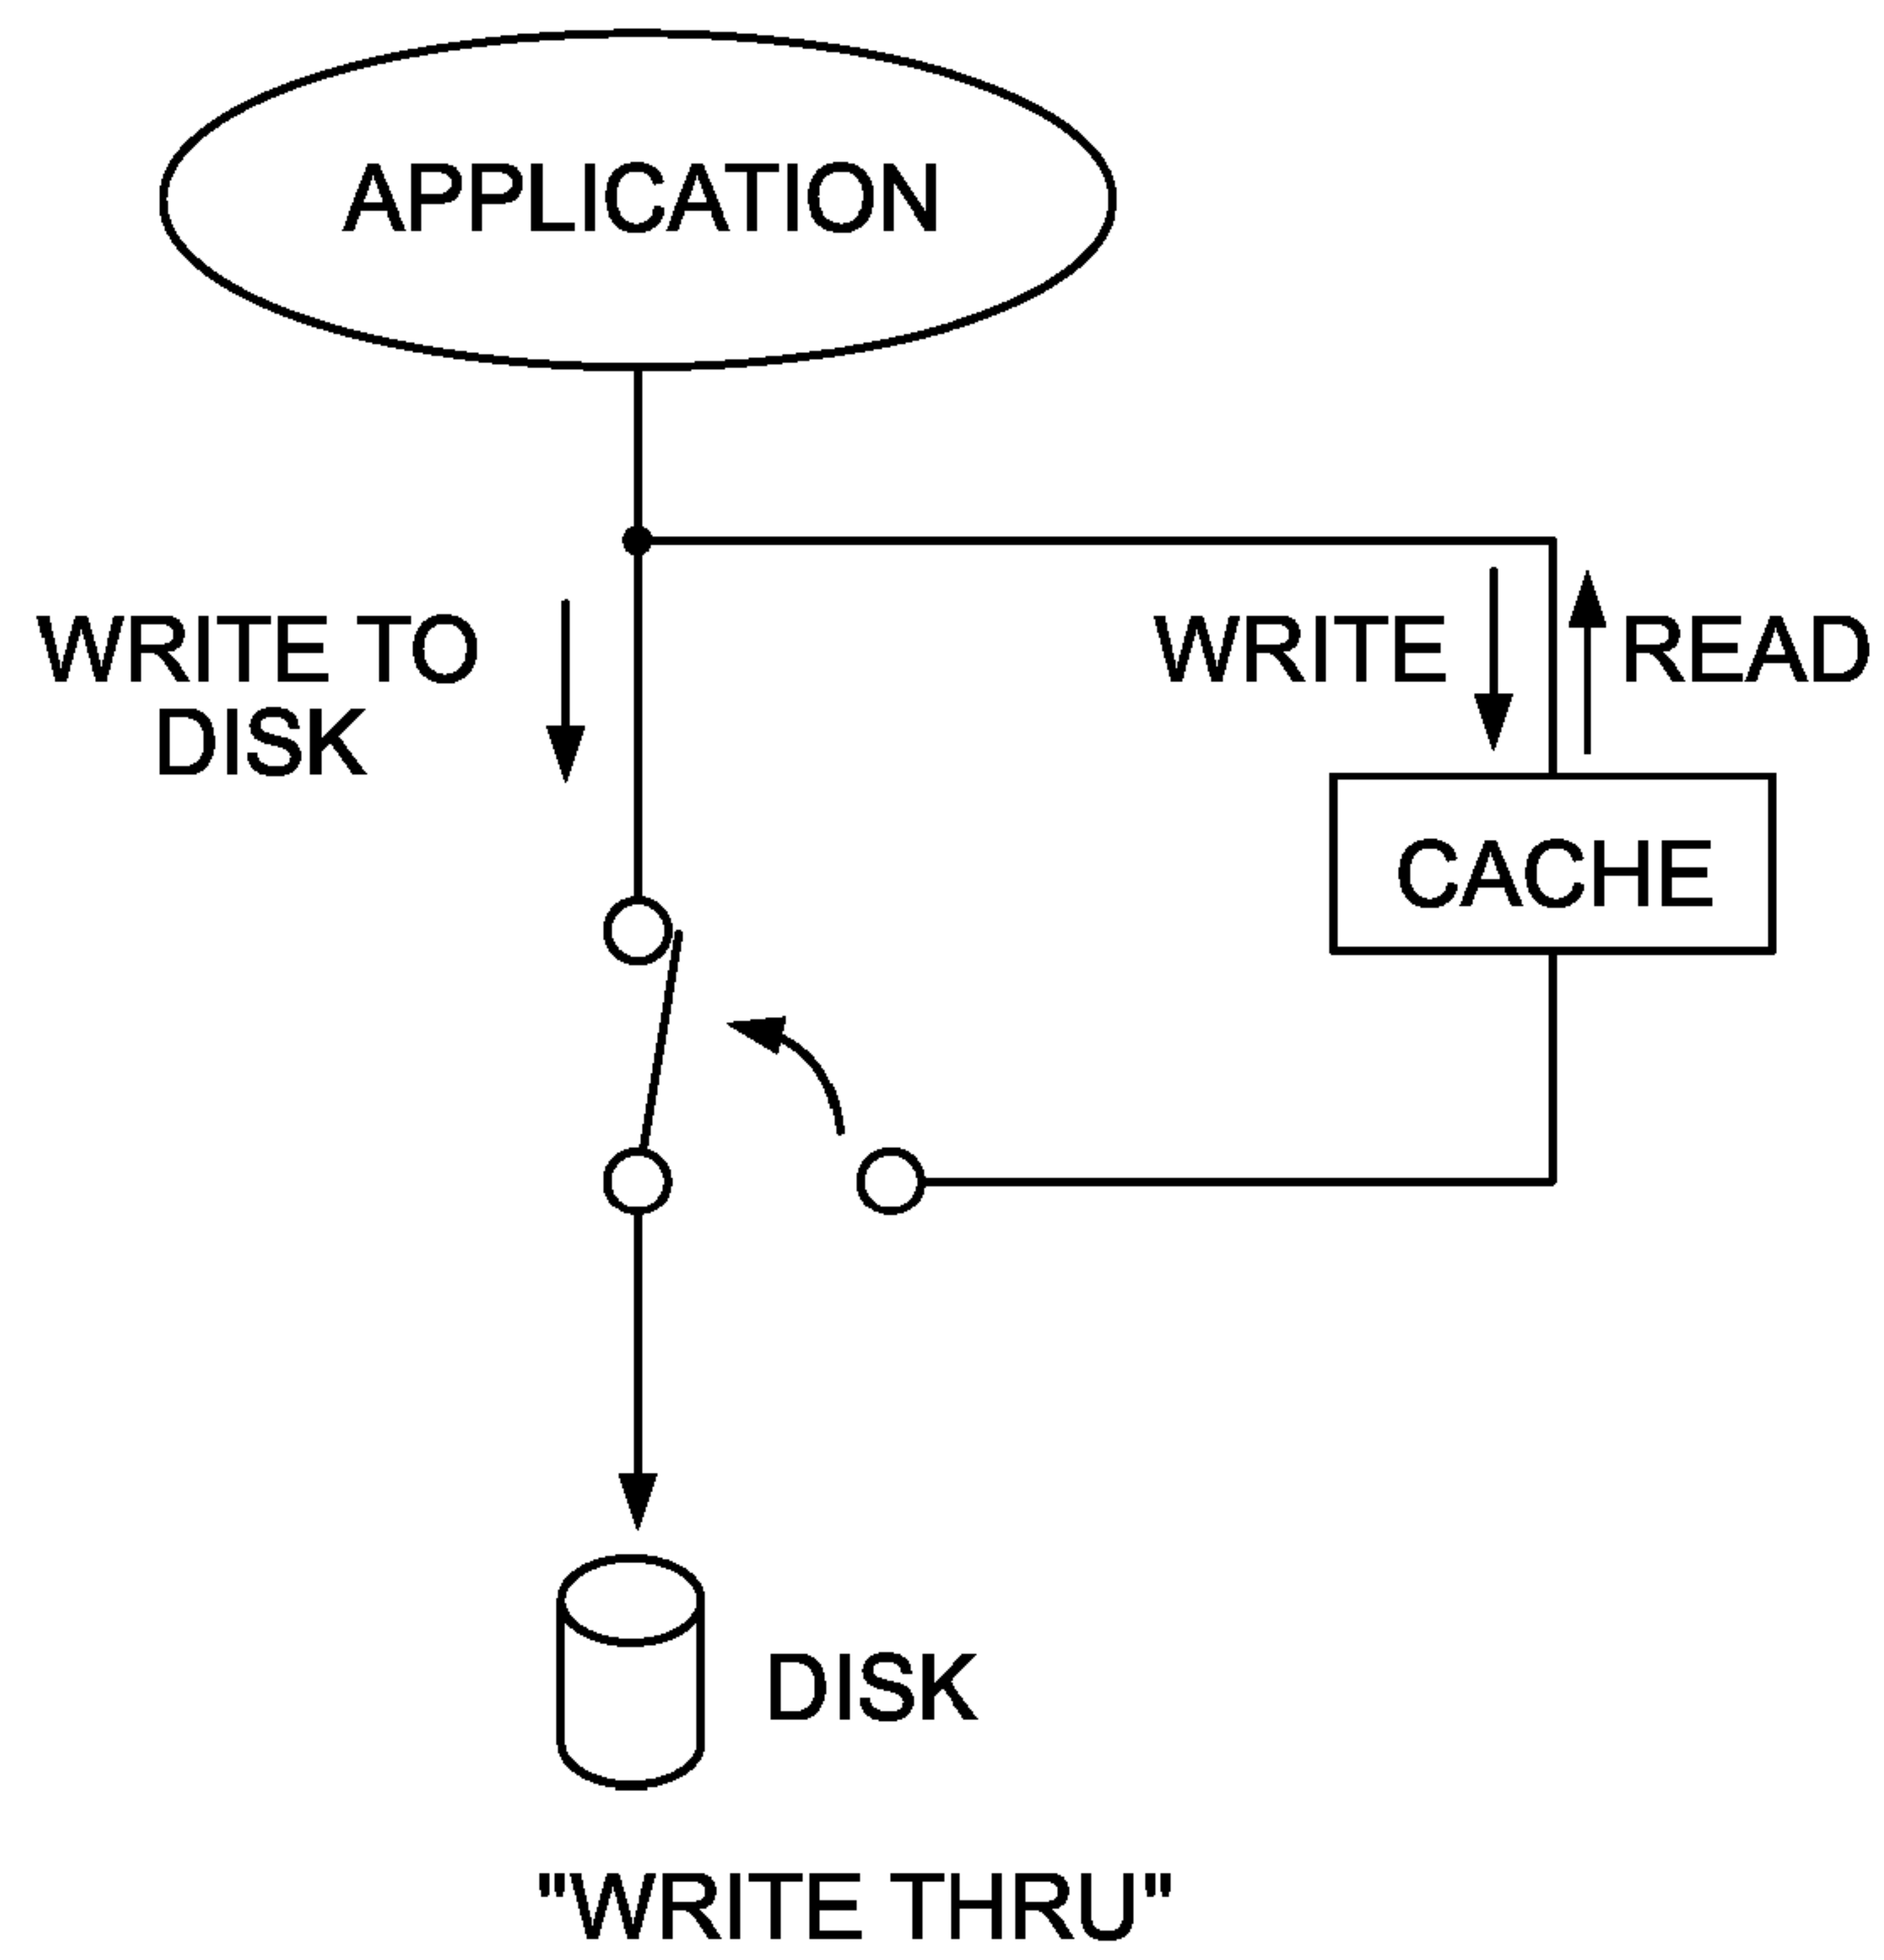 APPLICATION
WRITE TO
DISK
WRITE
READ
CACHE
DISK
"WRITE THRU"